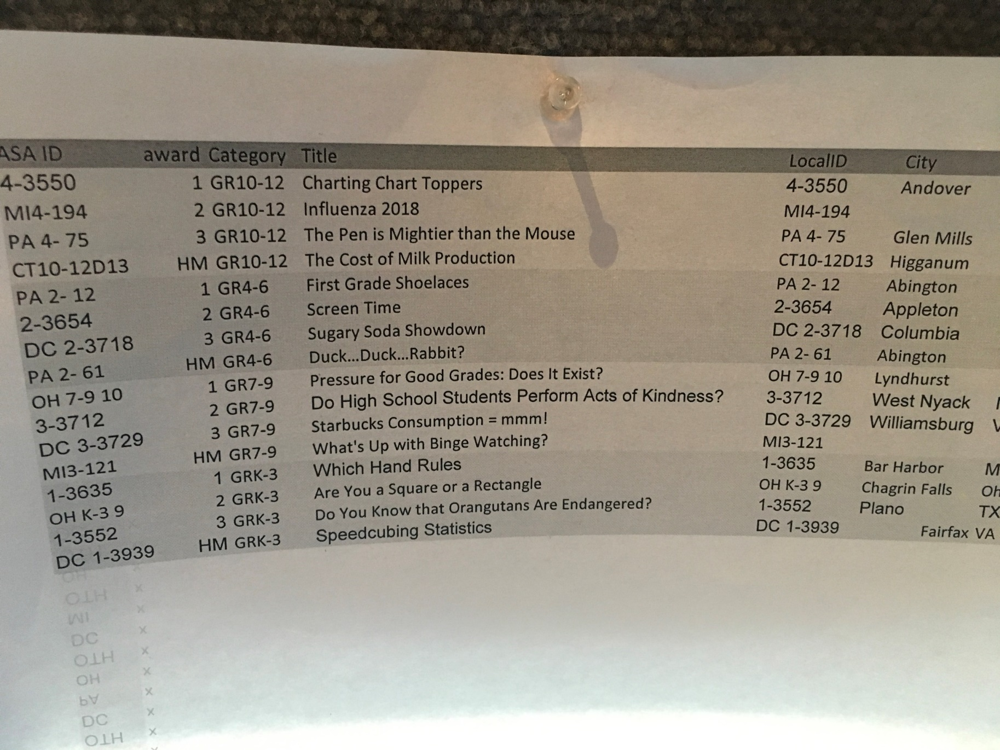 ASA ID award Category Title LocalID City
4-3550 1 GR10-12 Charting Chart Toppers 4-3550 Andover
MI4-194 2 GR10-12 Influenza 2018 MI4-194
PA 4- 75 3 GR10-12 The Pen is Mightier than the Mouse PA 4- 75 Glen Mills
CT10-12D13 HM GR10-12 The Cost of Milk Production CT10-12D13 Higganum
PA 2- 12 1 GR4-6 First Grade Shoelaces PA 2- 12 Abington
2-3654 2 GR4-6 Screen Time 2-3654 Appleton
DC 2-3718 3 GR4-6 Sugary Soda Showdown DC 2-3718 Columbia
PA 2- 61 HM GR4-6 Duck...Duck...Rabbit? PA 2- 61 Abington
OH 7-9 10 1 GR7-9 Pressure for Good Grades: Does It Exist? OH 7-9 10 Lyndhurst
3-3712 2 GR7-9 Do High School Students Perform Acts of Kindness? 3-3712 West Nyack
DC 3-3729 3 GR7-9 Starbucks Consumption = mmm! DC 3-3729 Williamsburg
MI3-121 HM GR7-9 What's Up with Binge Watching? MI3-121
1-3635 1 GRK-3 Which Hand Rules 1-3635 Bar Harbor
OH K-3 9 2 GRK-3 Are You a Square or a Rectangle OH K-3 9 Chagrin Falls
1-3552 3 GRK-3 Do You Know that Orangutans Are Endangered? 1-3552 Plano TX
DC 1-3939 HM GRK-3 Speedcubing Statistics DC 1-3939 Fairfax VA